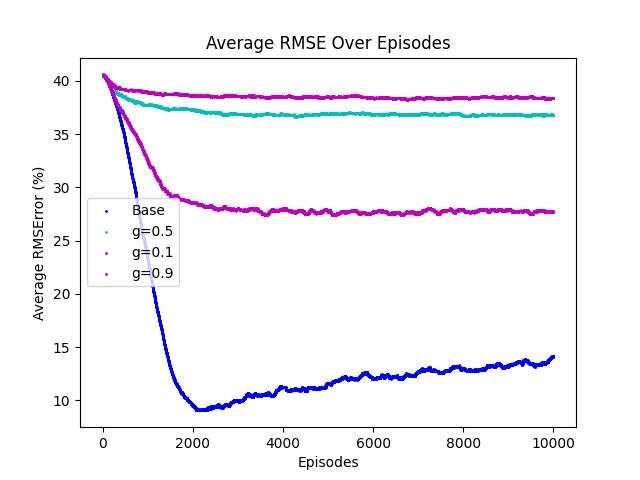 Average RMSE Over Episodes
Average RMSError (%)
40
35
30
25
20
15
10
Base
g=0.5
g=0.1
g=0.9
0
2000
4000
6000
8000
10000
Episodes